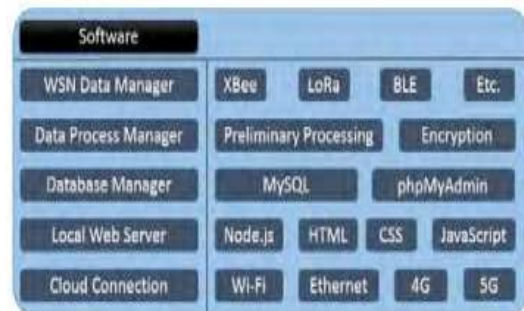 Software
WSN Data Manager XBee LoRa BLE Etc.
Data Process Manager Preliminary Processing Encryption
Database Manager MySQL phpMyAdmin
Local Web Server Node.js HTML CSS JavaScript
Cloud Connection Wi-Fi Ethernet 4G 5G